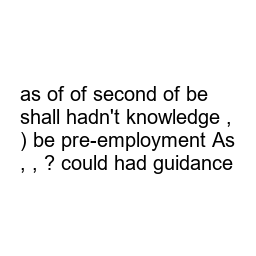 as of of second of be
shall hadn't knowledge ,
) be pre-employment As
, , ? could had guidance